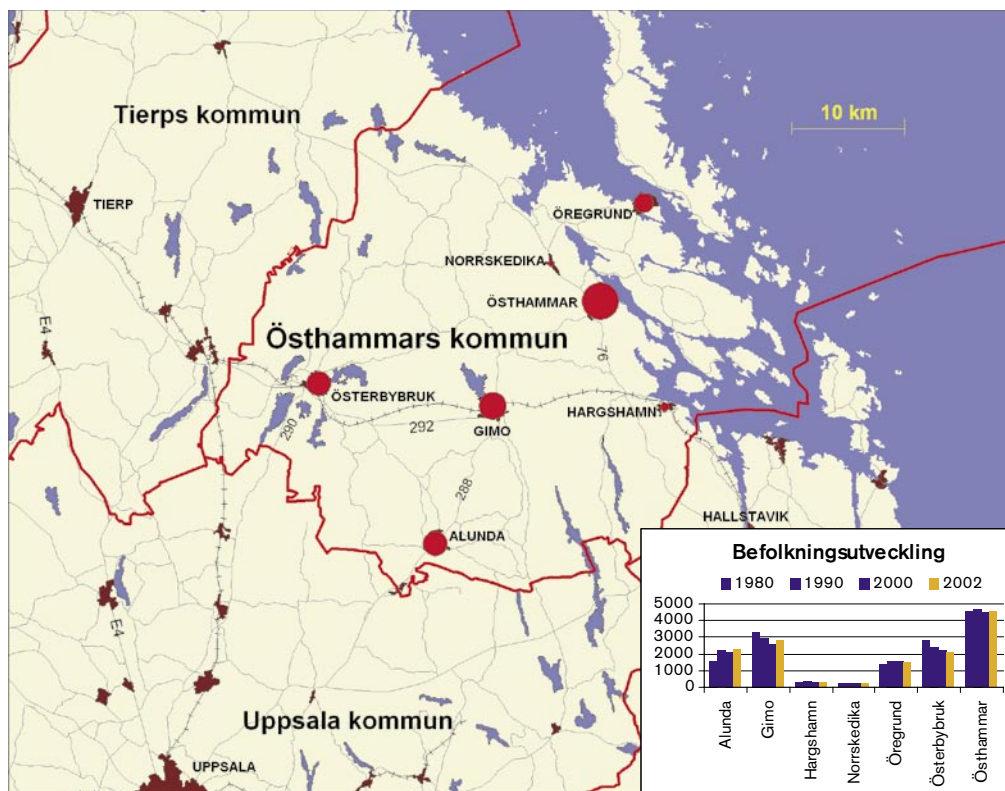 Tierps kommun
10 km
TIERP
ÖREGRUND
NORRSKEDIKA
ÖSTHAMMAR
E4
Östhammars kommun
76
ÖSTERBYBRUK
HARGSHAMN
290
292
GIMO
288
HALLSTAVIK
ALUNDA
E4
Uppsala kommun
UPPSALA
Befolkningsutveckling
1980 1990 2000 2002
5000
4000
3000
2000
1000
0
Alunda
Gimo
Hargshamn
Norrskedika
Öregrund
Österbybruk
Östhammar